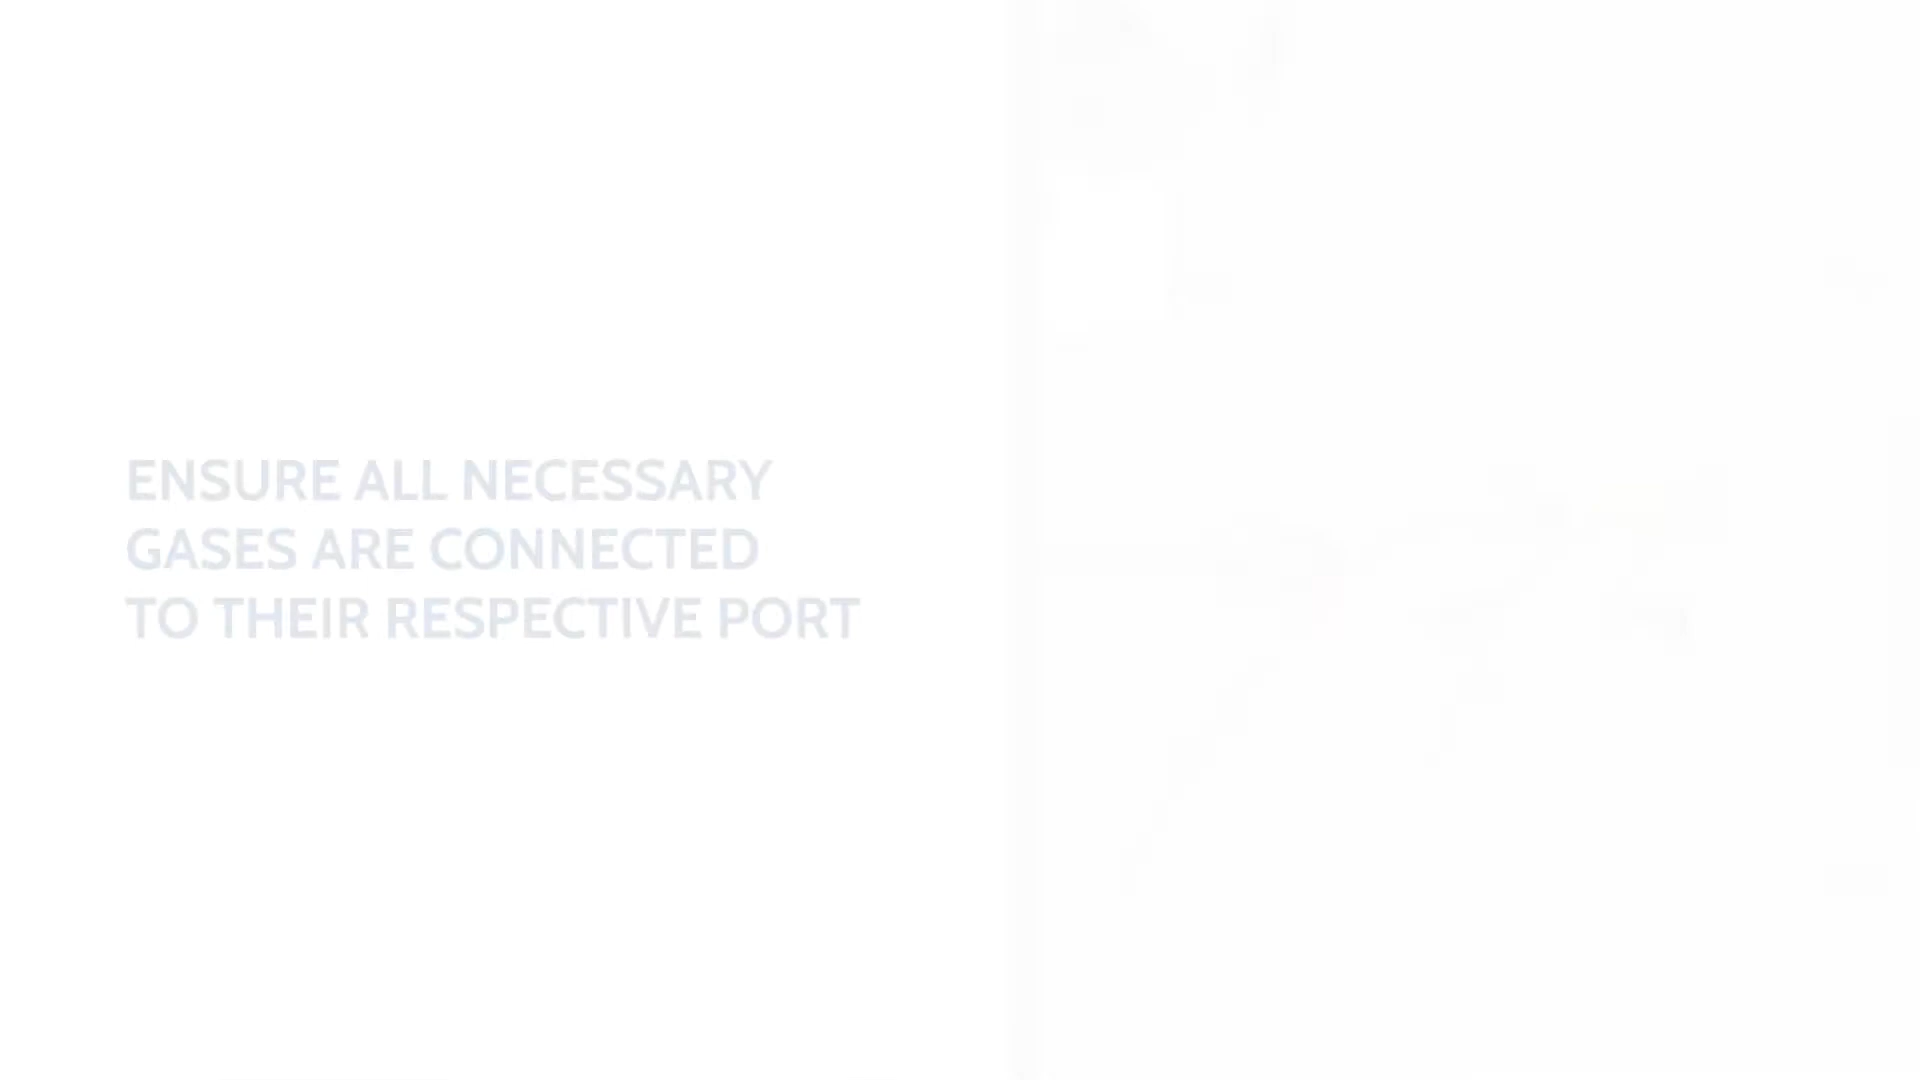 ENSURE ALL NECESSARY
GASES ARE CONNECTED
TO THEIR RESPECTIVE PORT